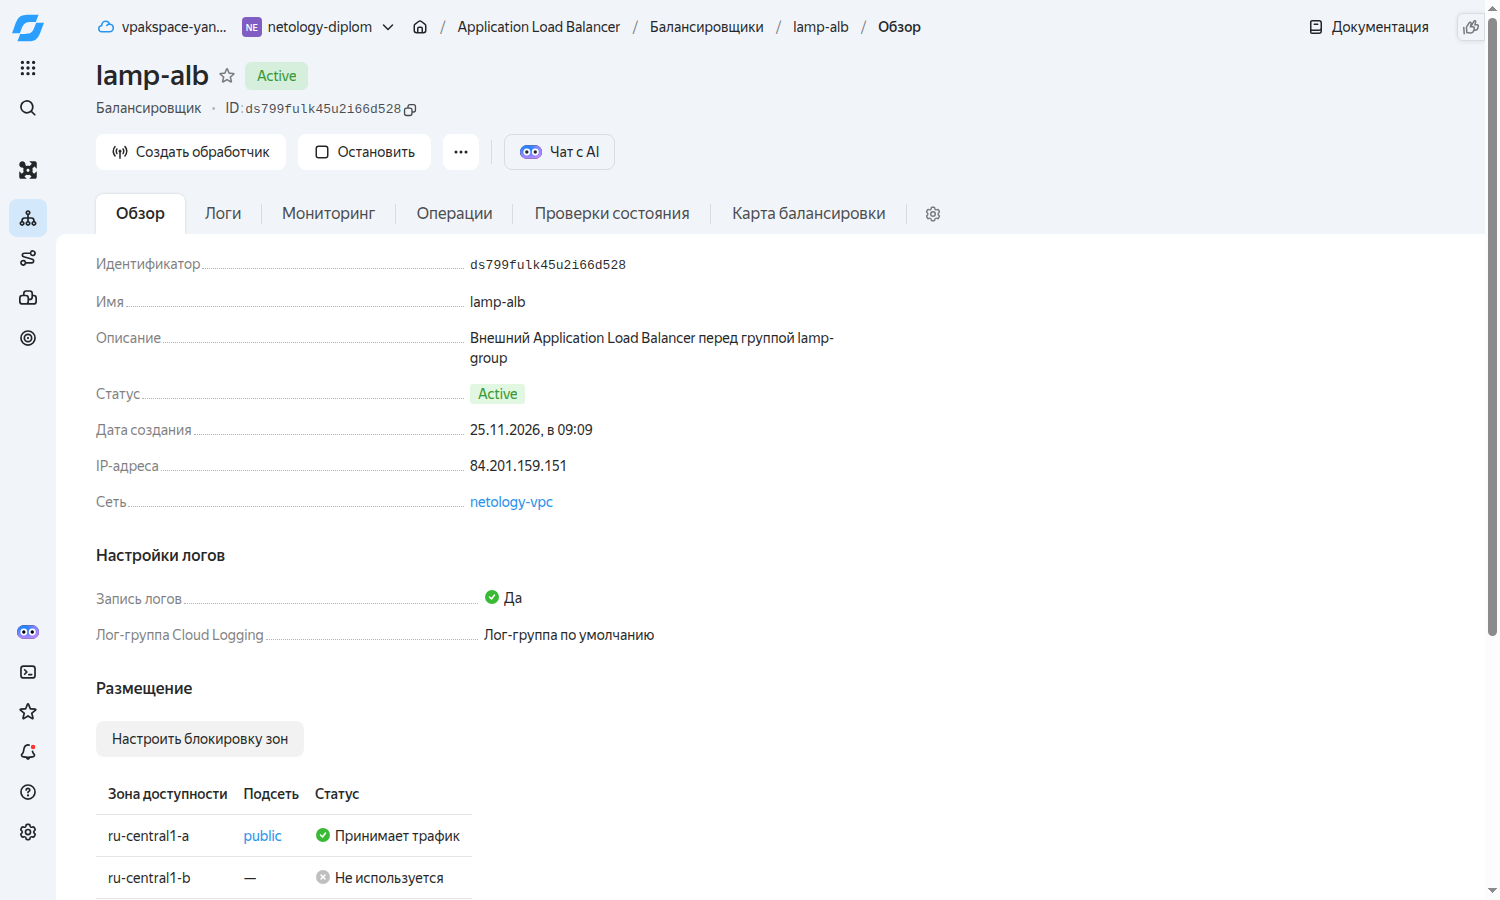 vpakspace-yan... NE netology-diplom / Application Load Balancer / Балансировщики / lamp-alb / Обзор Документация
lamp-alb Active
Балансировщик · ID: ds799fulk45u2i66d528
Создать обработчик Остановить ... Чат с AI
Обзор Логи Мониторинг Операции Проверки состояния Карта балансировки
Идентификатор ds799fulk45u2i66d528
Имя lamp-alb
Описание Внешний Application Load Balancer перед группой lamp-
group
Статус Active
Дата создания 25.11.2026, в 09:09
IP-адреса 84.201.159.151
Сеть netology-vpc
Настройки логов
Запись логов Да
Лог-группа Cloud Logging Лог-группа по умолчанию
Размещение
Настроить блокировку зон
Зона доступности Подсеть Статус
ru-central1-a public Принимает трафик
ru-central1-b — Не используется